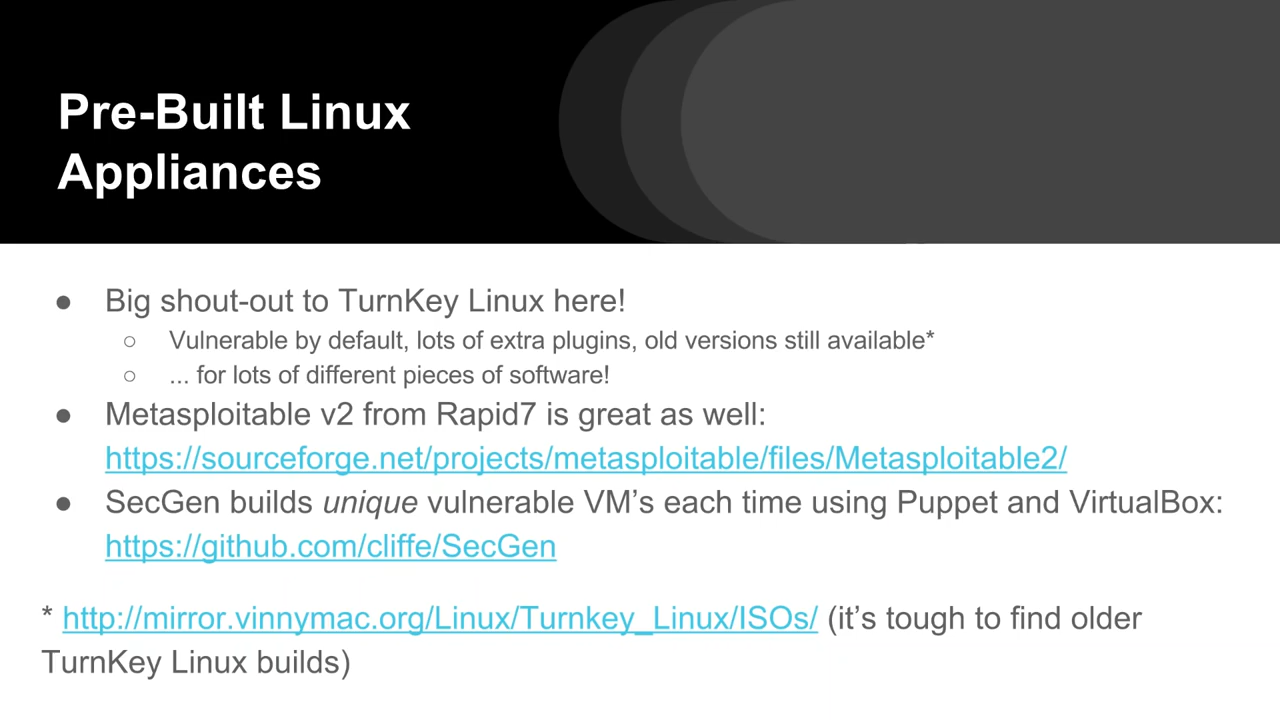 Pre-Built Linux
Appliances
● Big shout-out to TurnKey Linux here!
○ Vulnerable by default, lots of extra plugins, old versions still available*
○ ... for lots of different pieces of software!
● Metasploitable v2 from Rapid7 is great as well:
https://sourceforge.net/projects/metasploitable/files/Metasploitable2/
● SecGen builds unique vulnerable VM’s each time using Puppet and VirtualBox:
https://github.com/cliffe/SecGen
* http://mirror.vinnymac.org/Linux/Turnkey_Linux/ISOs/ (it’s tough to find older
TurnKey Linux builds)